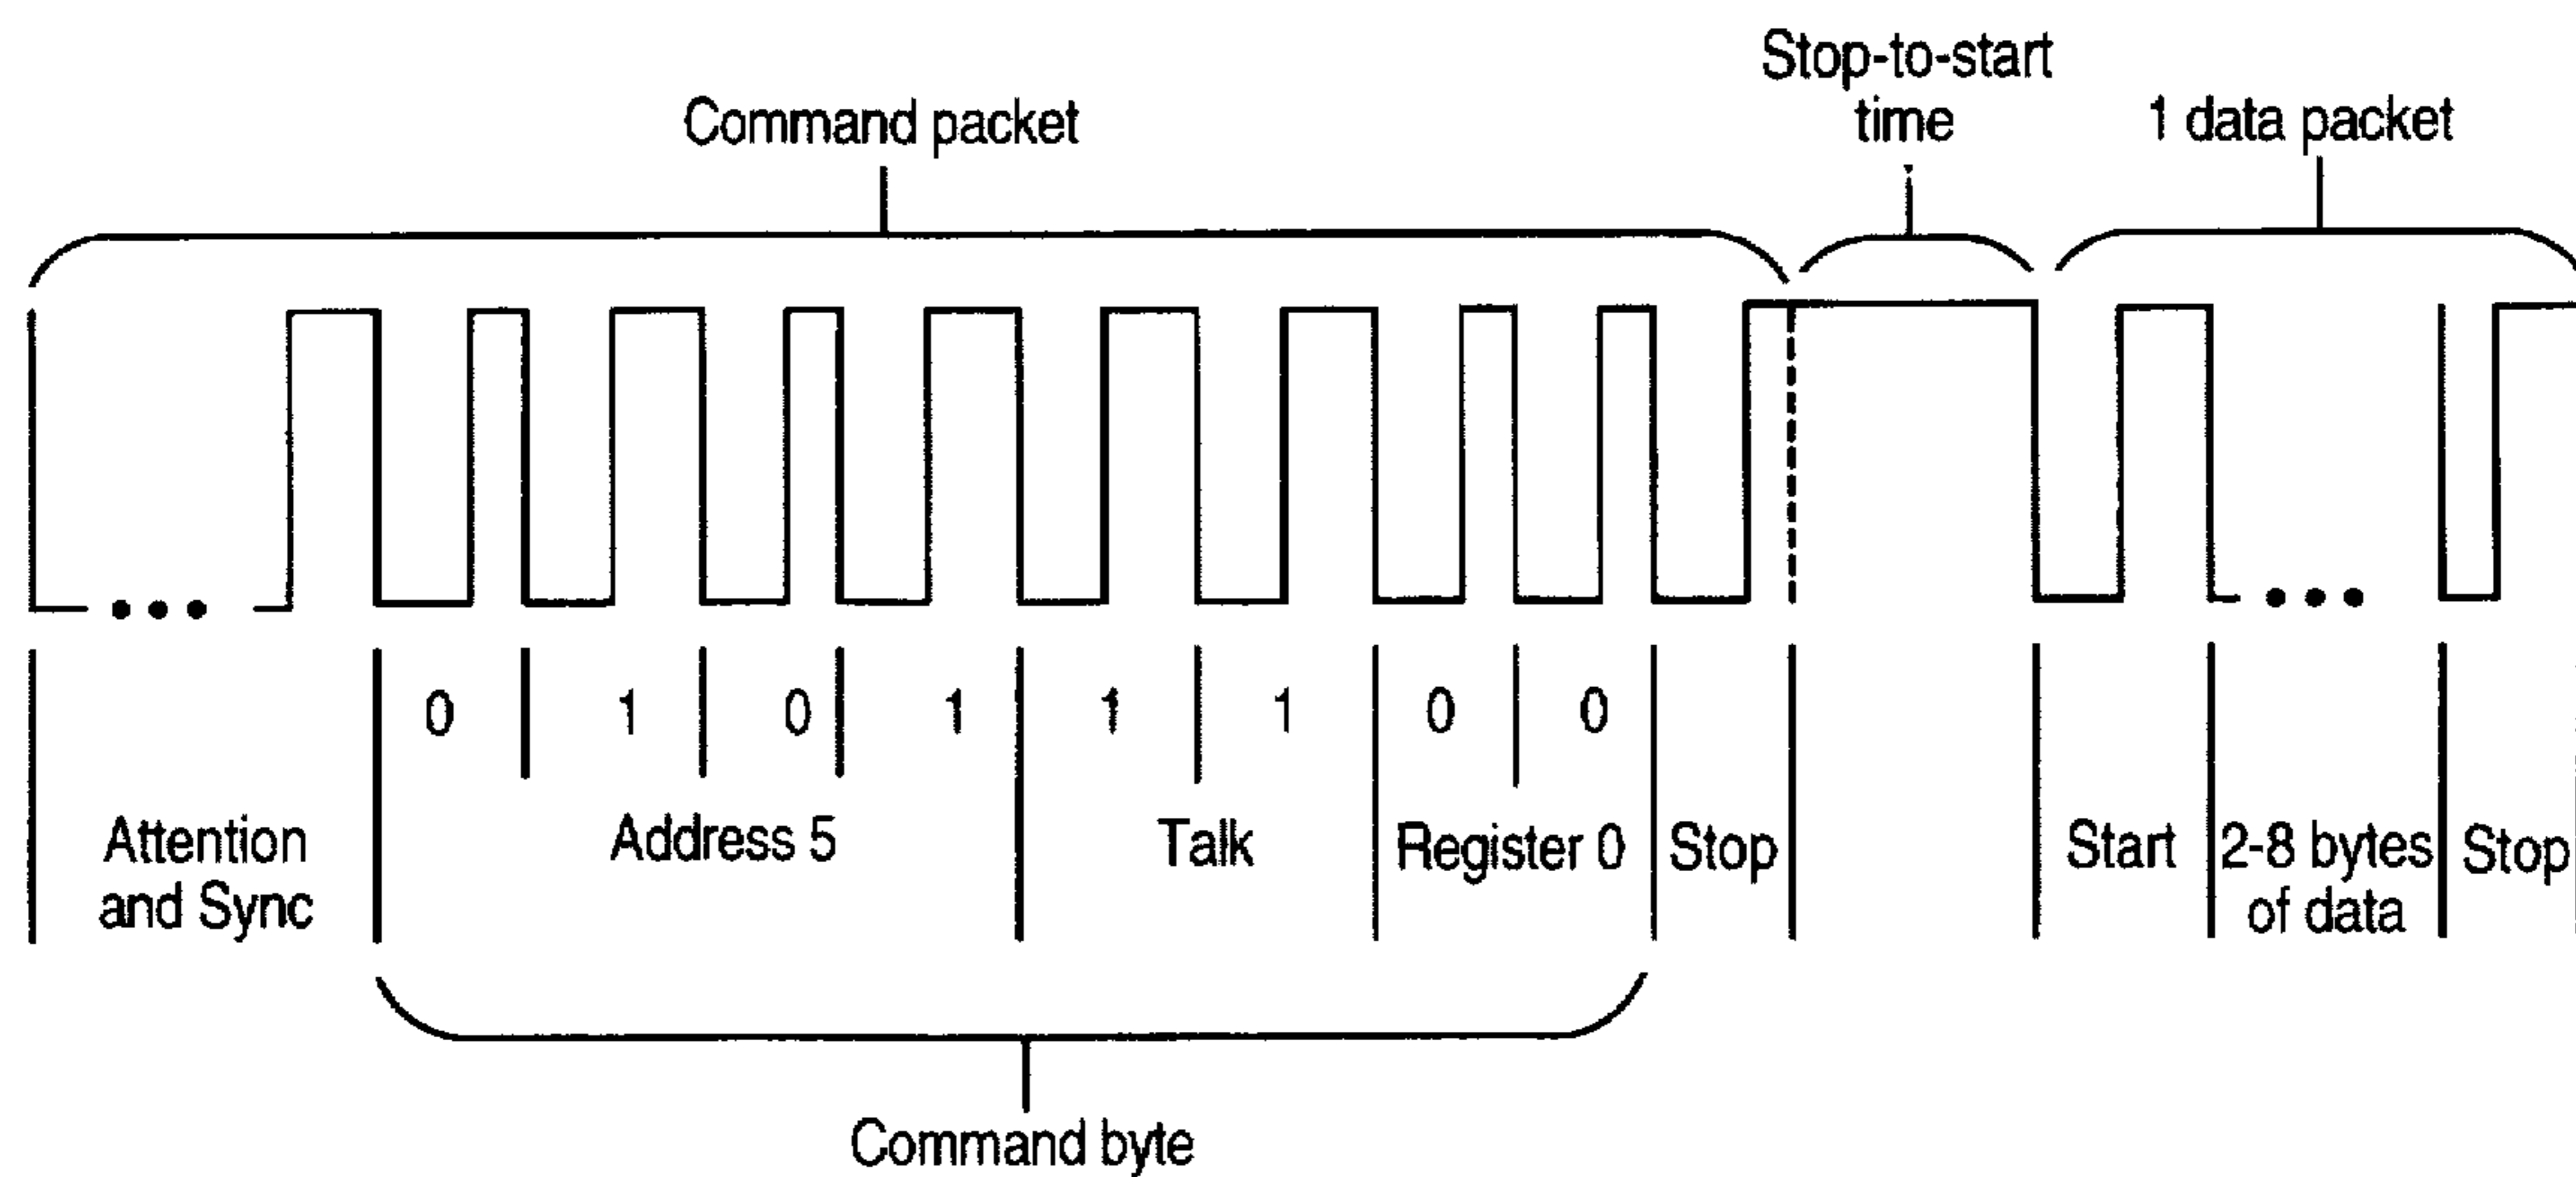 Stop-to-start
time
Command packet
1 data packet
0 1 0 1 1 1 0 0
Address 5
Talk
Register 0
Stop
Start
2-8 bytes
of data
Stop
Attention
and Sync
Command byte